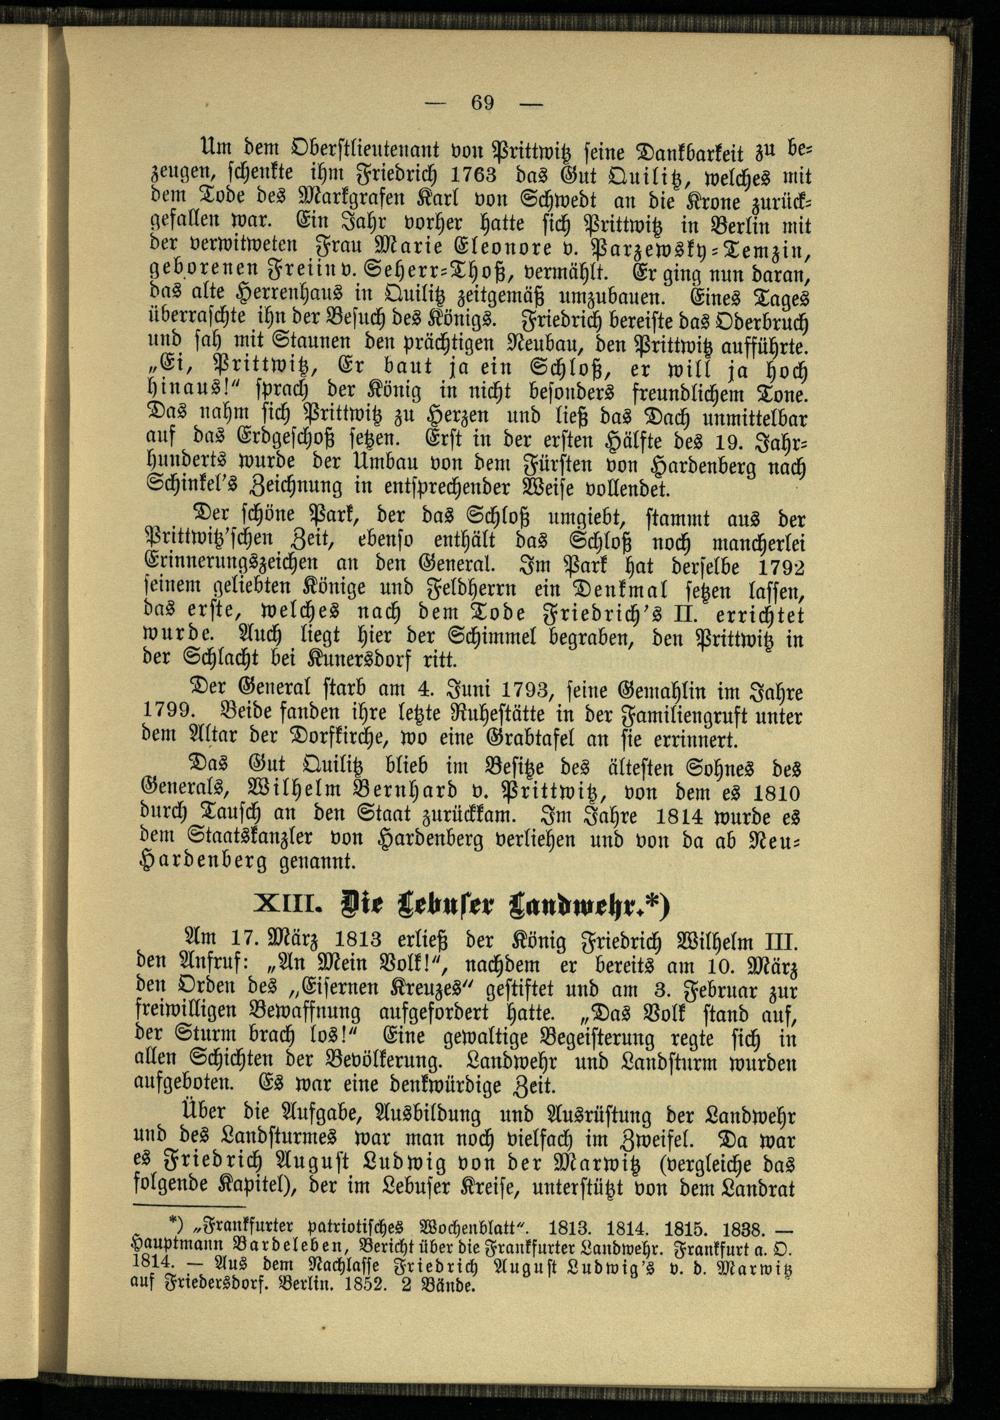 — 69 —
Um dem Oberstlieutenant von Prittwitz seine Dankbarkeit zu be-
zeugen, schenkte ihm Friedrich 1763 das Gut Quilitz, welches mit
dem Tode des Markgrafen Karl von Schwedt an die Krone zurück-
gefallen war. Ein Jahr vorher hatte sich Prittwitz in Berlin mit
der verwitweten Frau Marie Eleonore v. Parzewsky-Temzin,
geborenen Freiin v. Seherr-Thoß, vermählt. Er ging nun daran,
das alte Herrenhaus in Quilitz zeitgemäß umzubauen. Eines Tages
überraschte ihn der Besuch des Königs. Friedrich bereiste das Oderbruch
und sah mit Staunen den prächtigen Neubau, den Prittwitz aufführte.
„Ei, Prittwitz, Er baut ja ein Schloß, er will ja hoch
hinaus!“ sprach der König in nicht besonders freundlichem Tone.
Das nahm sich Prittwitz zu Herzen und ließ das Dach unmittelbar
auf das Erdgeschoß setzen. Erst in der ersten Hälfte des 19. Jahr-
hunderts wurde der Umbau von dem Fürsten von Hardenberg nach
Schinkel's Zeichnung in entsprechender Weise vollendet.
Der schöne Park, der das Schloß umgiebt, stammt aus der
Prittwitz'schen Zeit, ebenso enthält das Schloß noch mancherlei
Erinnerungszeichen an den General. Im Park hat derselbe 1792
seinem geliebten Könige und Feldherrn ein Denkmal setzen lassen,
das erste, welches nach dem Tode Friedrich's II. errichtet
wurde. Auch liegt hier der Schimmel begraben, den Prittwitz in
der Schlacht bei Kunersdorf ritt.
Der General starb am 4. Juni 1793, seine Gemahlin im Jahre
1799. Beide fanden ihre letzte Ruhestätte in der Familiengruft unter
dem Altar der Dorfkirche, wo eine Grabtafel an sie errinnert.
Das Gut Quilitz blieb im Besitze des ältesten Sohnes des
Generals, Wilhelm Bernhard v. Prittwitz, von dem es 1810
durch Tausch an den Staat zurückkam. Im Jahre 1814 wurde es
dem Staatskanzler von Hardenberg verliehen und von da ab Neu-
Hardenberg genannt.
XIII. Die Lebuser Landwehr.*)
Am 17. März 1813 erließ der König Friedrich Wilhelm III.
den Anfruf: „An Mein Volk!“, nachdem er bereits am 10. März
den Orden des „Eisernen Kreuzes“ gestiftet und am 3. Februar zur
freiwilligen Bewaffnung aufgefordert hatte. „Das Volk stand auf,
der Sturm brach los!“ Eine gewaltige Begeisterung regte sich in
allen Schichten der Bevölkerung. Landwehr und Landsturm wurden
aufgeboten. Es war eine denkwürdige Zeit.
Über die Aufgabe, Ausbildung und Ausrüstung der Landwehr
und des Landsturmes war man noch vielfach im Zweifel. Da war
es Friedrich August Ludwig von der Marwitz (vergleiche das
folgende Kapitel), der im Lebuser Kreise, unterstützt von dem Landrat
*) „Frankfurter patriotisches Wochenblatt“. 1813. 1814. 1815. 1838. —
Hauptmann Bardeleben, Bericht über die Frankfurter Landwehr. Frankfurt a. O.
1814. — Aus dem Nachlasse Friedrich August Ludwig's v. d. Marwitz
auf Friedersdorf. Berlin. 1852. 2 Bände.